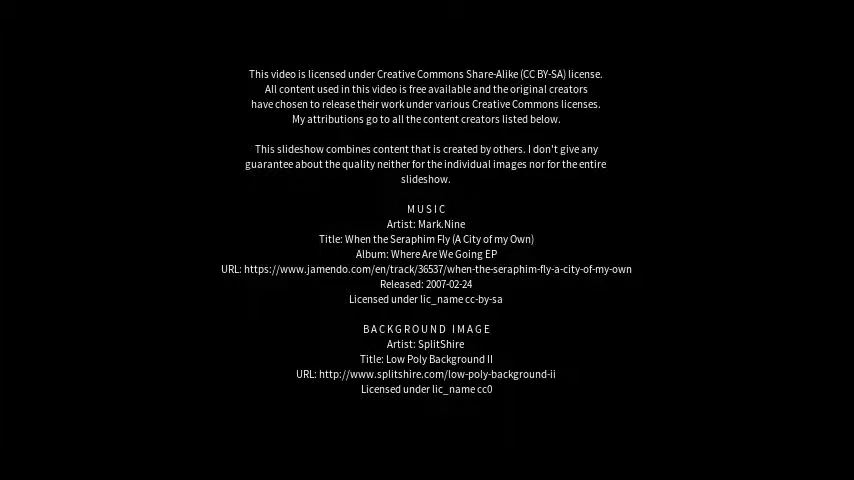 This video is licensed under Creative Commons Share-Alike (CC BY-SA) license.
All content used in this video is free available and the original creators
have chosen to release their work under various Creative Commons licenses.
My attributions go to all the content creators listed below.
This slideshow combines content that is created by others. I don't give any
guarantee about the quality neither for the individual images nor for the entire
slideshow.
MUSIC
Artist: Mark.Nine
Title: When the Seraphim Fly (A City of my Own)
Album: Where Are We Going EP
URL: https://www.jamendo.com/en/track/36537/when-the-seraphim-fly-a-city-of-my-own
Released: 2007-02-24
Licensed under lic_name cc-by-sa
BACKGROUND IMAGE
Artist: SplitShire
Title: Low Poly Background II
URL: http://www.splitshire.com/low-poly-background-ii
Licensed under lic_name cc0